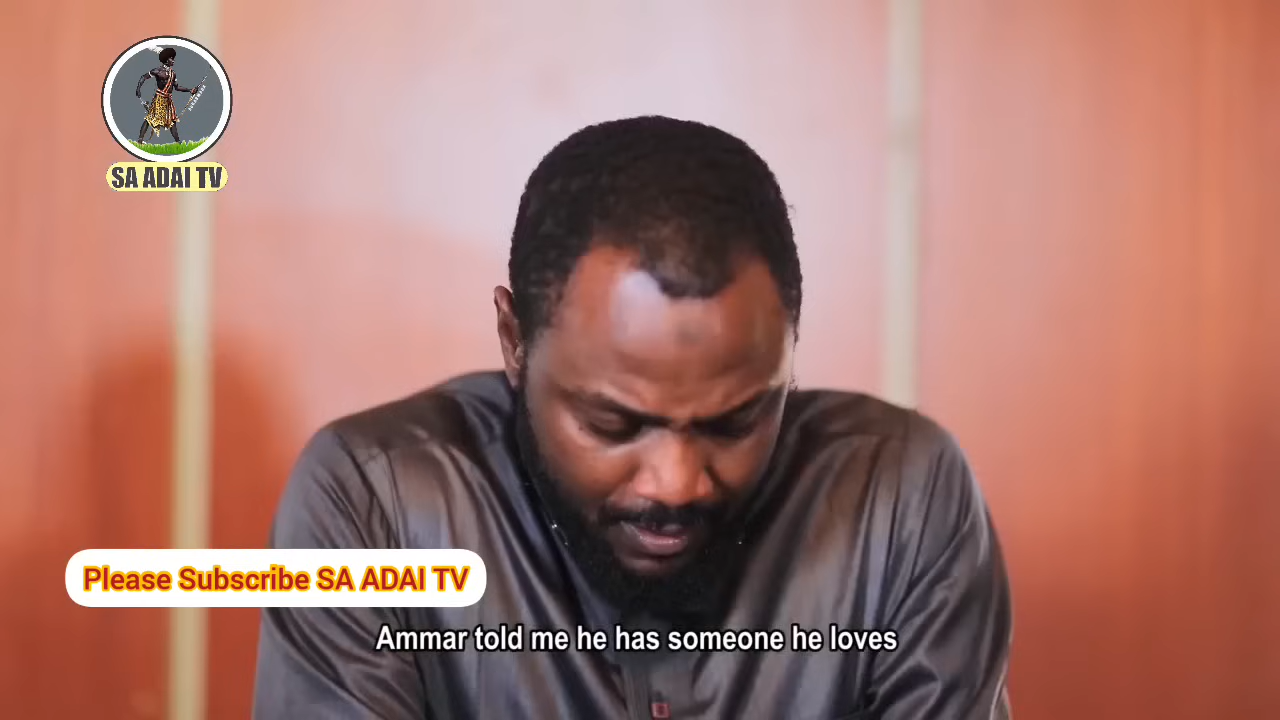 SA ADAI TV
Please Subscribe SA ADAI TV
Ammar told me he has someone he loves